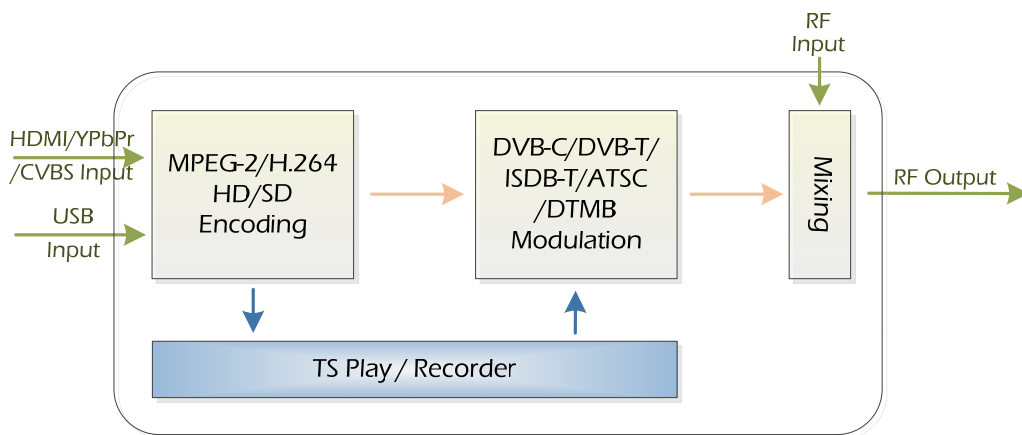 RF
Input
HDMI/YPbPr
/CVBS Input
USB
Input
MPEG-2/H.264
HD/SD
Encoding
DVB-C/DVB-T/
ISDB-T/ATSC
/DTMB
Modulation
Mixing
RF Output
TS Play / Recorder